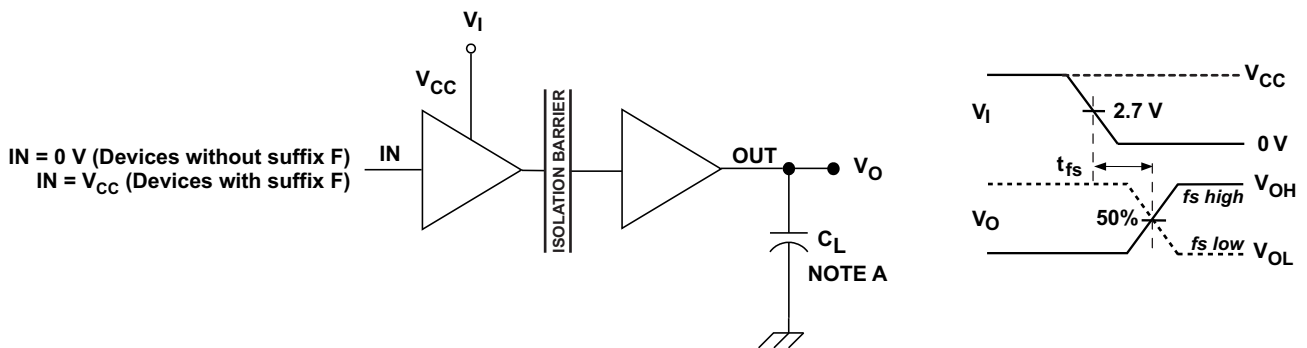 V_I
V_CC
IN = 0 V (Devices without suffix F)
IN = V_CC (Devices with suffix F)
IN
ISOLATION BARRIER
OUT
V_O
C_L
NOTE A
V_I
V_CC
2.7 V
0 V
t_fs
V_O
50%
fs high
V_OH
fs low
V_OL